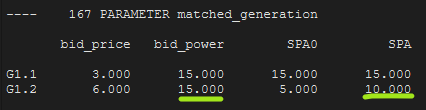 ---- 167 PARAMETER matched_generation
bid_price bid_power SPA0 SPA
G1.1 3.000 15.000 15.000 15.000
G1.2 6.000 15.000 5.000 10.000